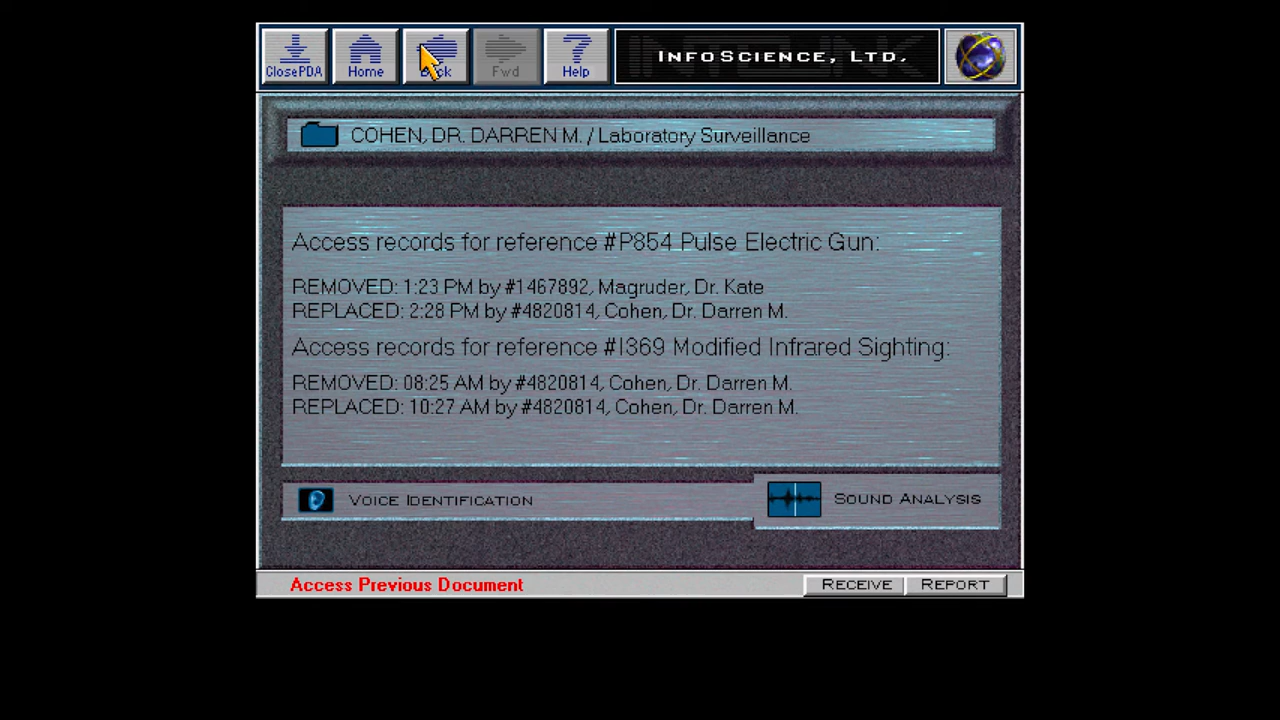 ClosePDA Home Back Fwd Help INFOSCIENCE, LTD.
COHEN, DR. DARREN M. / Laboratory Surveillance
Access records for reference #P854 Pulse Electric Gun:
REMOVED: 1:23 PM by #1467892, Magruder, Dr. Kate
REPLACED: 2:28 PM by #4820814, Cohen, Dr. Darren M.
Access records for reference #I369 Modified Infrared Sighting:
REMOVED: 08:25 AM by #4820814, Cohen, Dr. Darren M.
REPLACED: 10:27 AM by #4820814, Cohen, Dr. Darren M.
VOICE IDENTIFICATION SOUND ANALYSIS
Access Previous Document RECEIVE REPORT